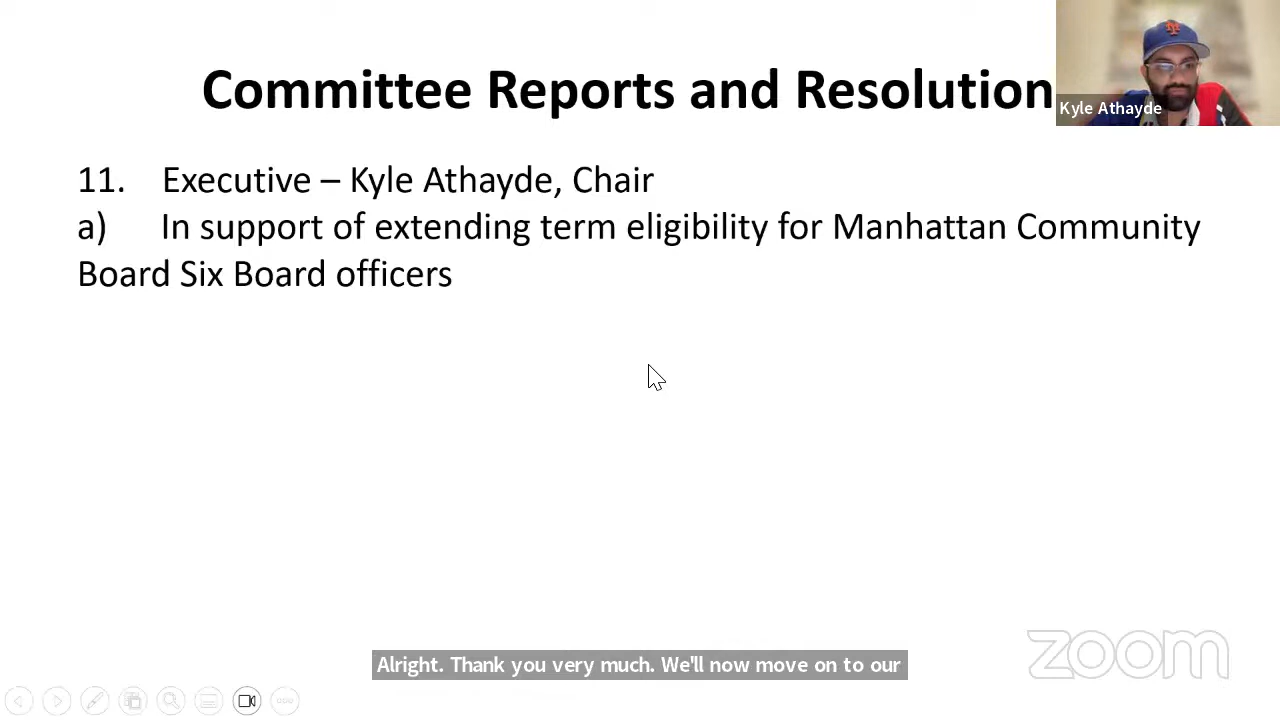 Committee Reports and Resolution
Kyle Athayde
11. Executive – Kyle Athayde, Chair
a) In support of extending term eligibility for Manhattan Community
Board Six Board officers
Alright. Thank you very much. We'll now move on to our
zoom